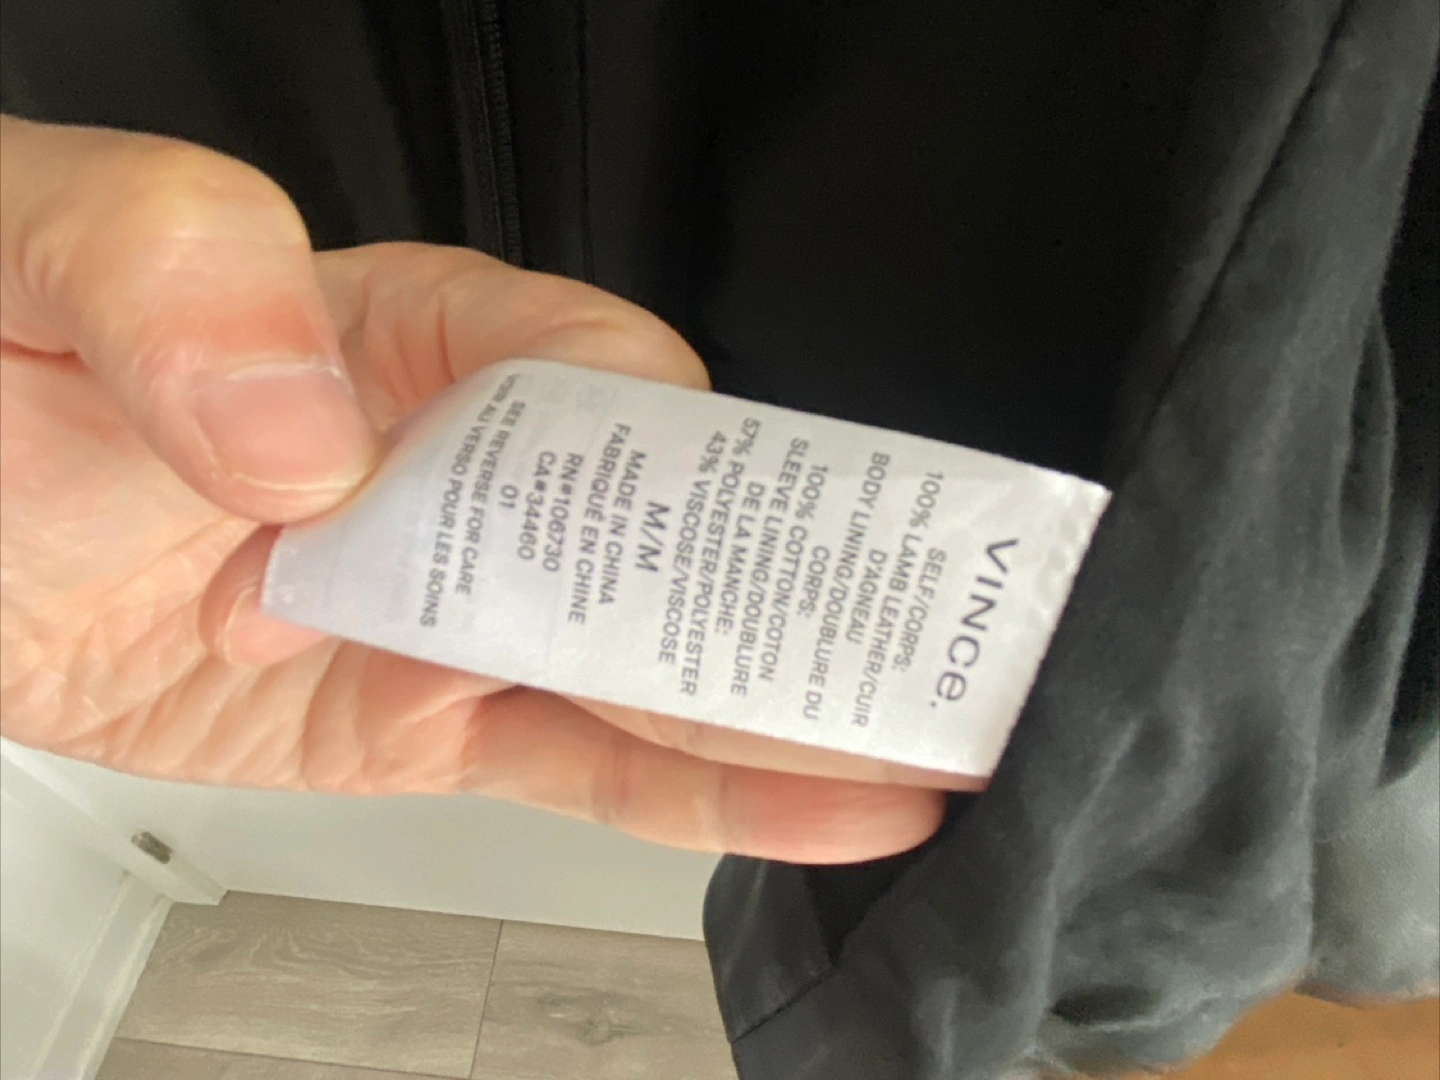 VINCE.
SELF/CORPS:
100% LAMB LEATHER/CUIR
D'AGNEAU
BODY LINING/DOUBLURE DU
CORPS:
100% COTTON/COTON
SLEEVE LINING/DOUBLURE
DE LA MANCHE:
57% POLYESTER/POLYESTER
43% VISCOSE/VISCOSE
M/M
MADE IN CHINA
FABRIQUÉ EN CHINE
RN#106730
CA#34460
01
SEE REVERSE FOR CARE
VOIR AU VERSO POUR LES SOINS